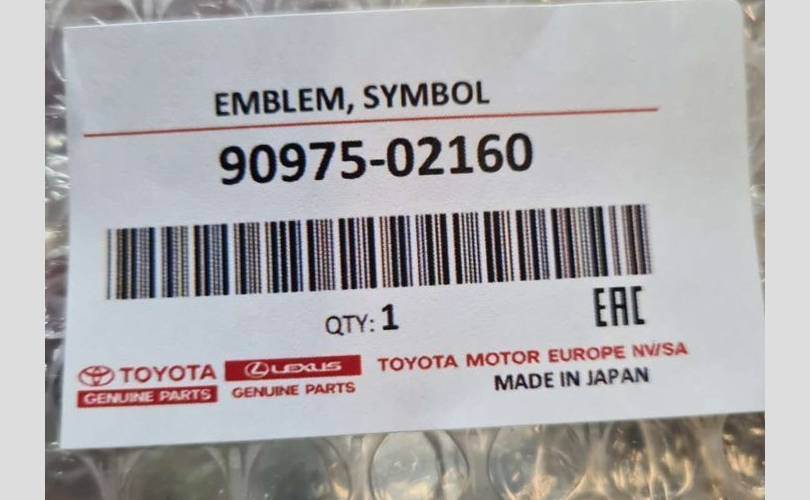 EMBLEM, SYMBOL
90975-02160
QTY: 1
EAC
TOYOTA
GENUINE PARTS
LEXUS
GENUINE PARTS
TOYOTA MOTOR EUROPE NV/SA
MADE IN JAPAN